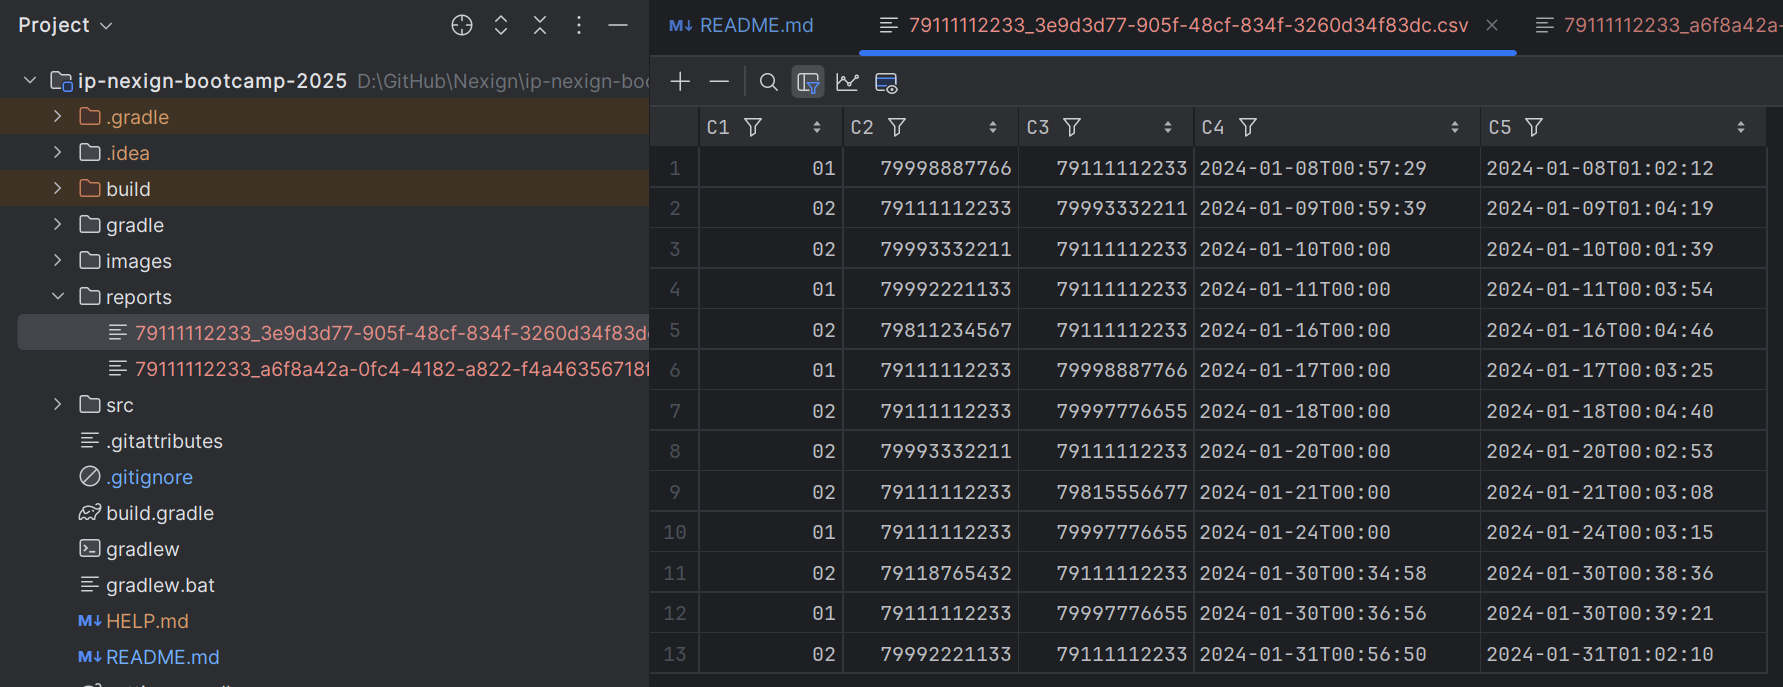 Project
ip-nexign-bootcamp-2025 D:\GitHub\Nexign\ip-nexign-boo
.gradle
.idea
build
gradle
images
reports
79111112233_3e9d3d77-905f-48cf-834f-3260d34f83d
79111112233_a6f8a42a-0fc4-4182-a822-f4a46356718f
src
.gitattributes
.gitignore
build.gradle
gradlew
gradlew.bat
M↓ HELP.md
M↓ README.md
M↓ README.md 79111112233_3e9d3d77-905f-48cf-834f-3260d34f83dc.csv 79111112233_a6f8a42a-
C1 C2 C3 C4 C5
1 01 79998887766 79111112233 2024-01-08T00:57:29 2024-01-08T01:02:12
2 02 79111112233 79993332211 2024-01-09T00:59:39 2024-01-09T01:04:19
3 02 79993332211 79111112233 2024-01-10T00:00 2024-01-10T00:01:39
4 01 79992221133 79111112233 2024-01-11T00:00 2024-01-11T00:03:54
5 02 79811234567 79111112233 2024-01-16T00:00 2024-01-16T00:04:46
6 01 79111112233 79998887766 2024-01-17T00:00 2024-01-17T00:03:25
7 02 79111112233 79997776655 2024-01-18T00:00 2024-01-18T00:04:40
8 02 79993332211 79111112233 2024-01-20T00:00 2024-01-20T00:02:53
9 02 79111112233 79815556677 2024-01-21T00:00 2024-01-21T00:03:08
10 01 79111112233 79997776655 2024-01-24T00:00 2024-01-24T00:03:15
11 02 79118765432 79111112233 2024-01-30T00:34:58 2024-01-30T00:38:36
12 01 79111112233 79997776655 2024-01-30T00:36:56 2024-01-30T00:39:21
13 02 79992221133 79111112233 2024-01-31T00:56:50 2024-01-31T01:02:10